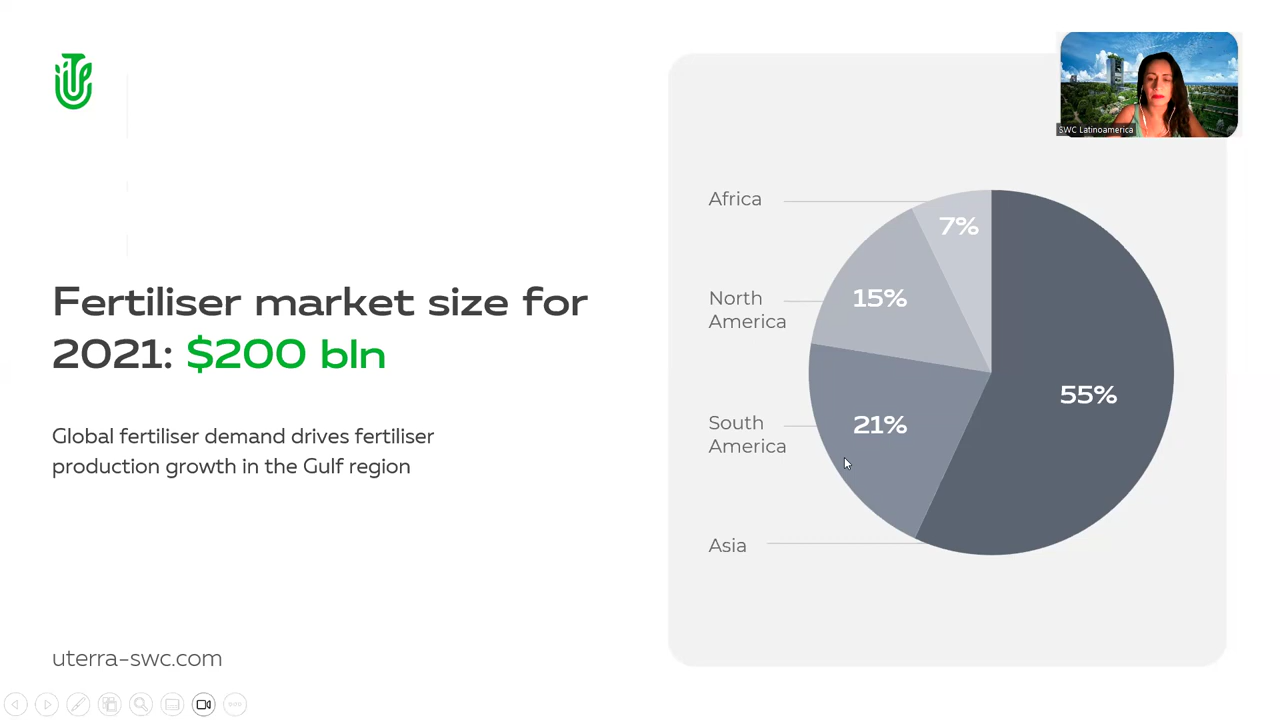 Fertiliser market size for
2021: $200 bln
Global fertiliser demand drives fertiliser
production growth in the Gulf region
uterra-swc.com
SWC Latinoamerica
Africa
7%
North
America
15%
55%
South
America
21%
Asia